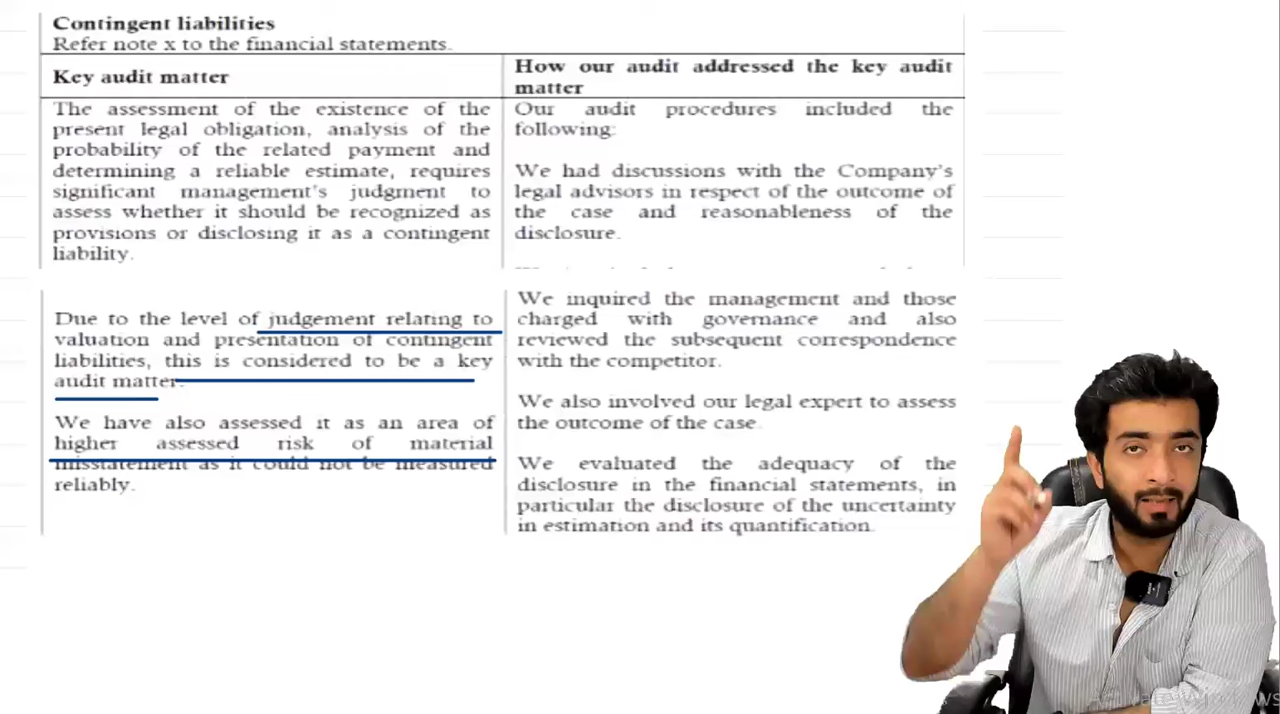 Contingent liabilities
Refer note x to the financial statements.
Key audit matter
The assessment of the existence of the
present legal obligation, analysis of the
probability of the related payment and
determining a reliable estimate, requires
significant management's judgment to
assess whether it should be recognized as
provisions or disclosing it as a contingent
liability.
Due to the level of judgement relating to
valuation and presentation of contingent
liabilities, this is considered to be a key
audit matter.
We have also assessed it as an area of
higher assessed risk of material
misstatement as it could not be measured
reliably.
How our audit addressed the key audit
matter
Our audit procedures included the
following:
We had discussions with the Company's
legal advisors in respect of the outcome of
the case and reasonableness of the
disclosure.
We inquired the management and those
charged with governance and also
reviewed the subsequent correspondence
with the competitor.
We also involved our legal expert to assess
the outcome of the case.
We evaluated the adequacy of the
disclosure in the financial statements, in
particular the disclosure of the uncertainty
in estimation and its quantification.
Activate Windows